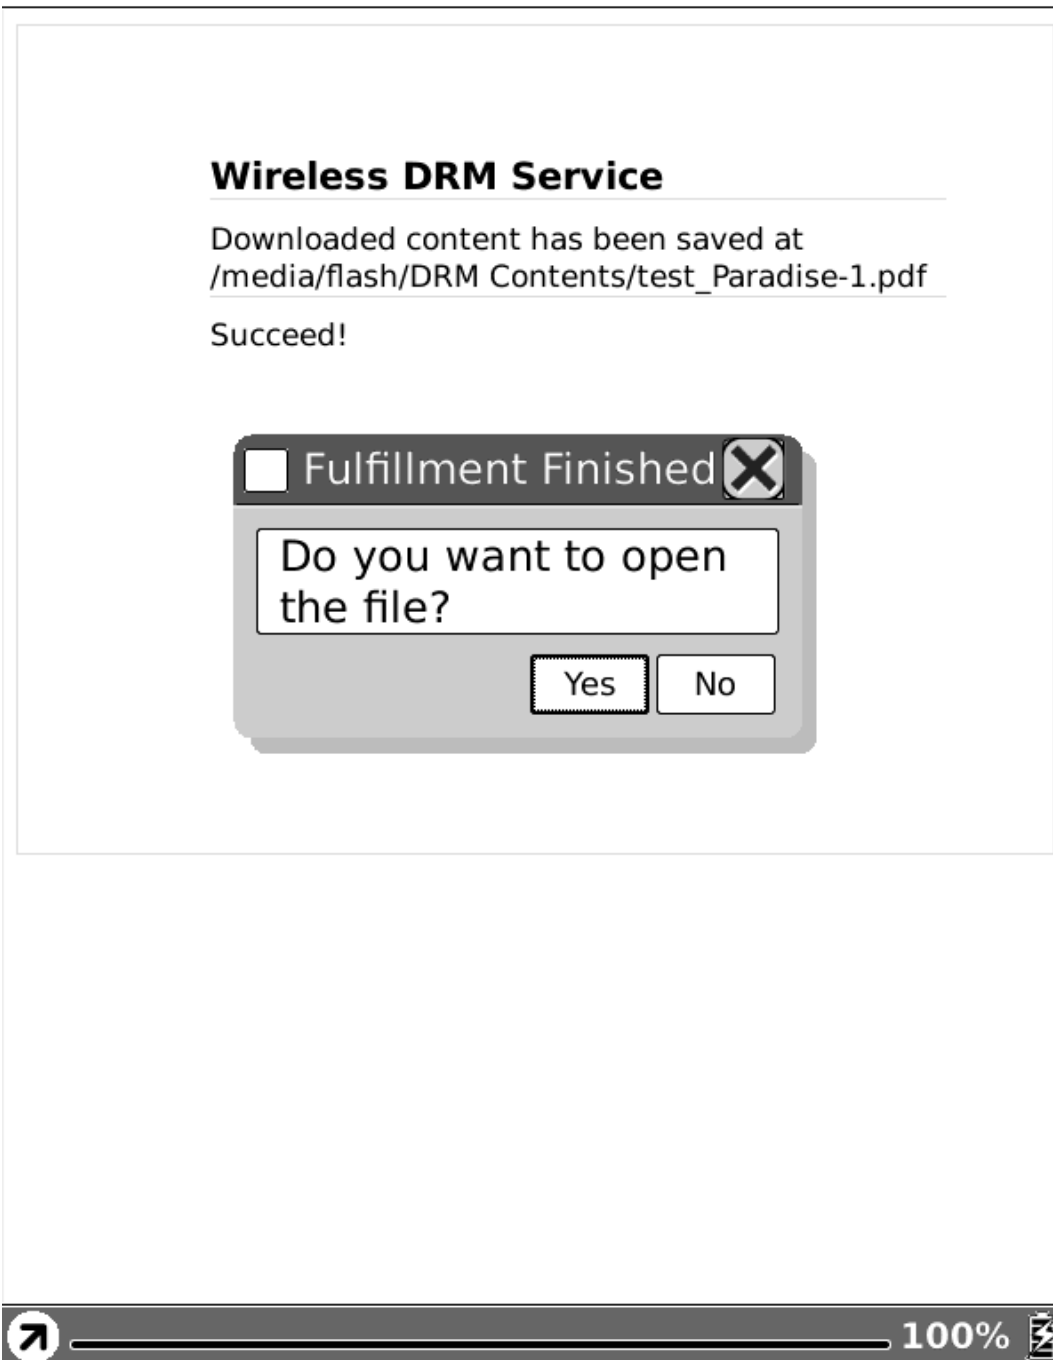 Wireless DRM Service
Downloaded content has been saved at
/media/flash/DRM Contents/test_Paradise-1.pdf
Succeed!
Fulfillment Finished
Do you want to open
the file?
Yes No
100%